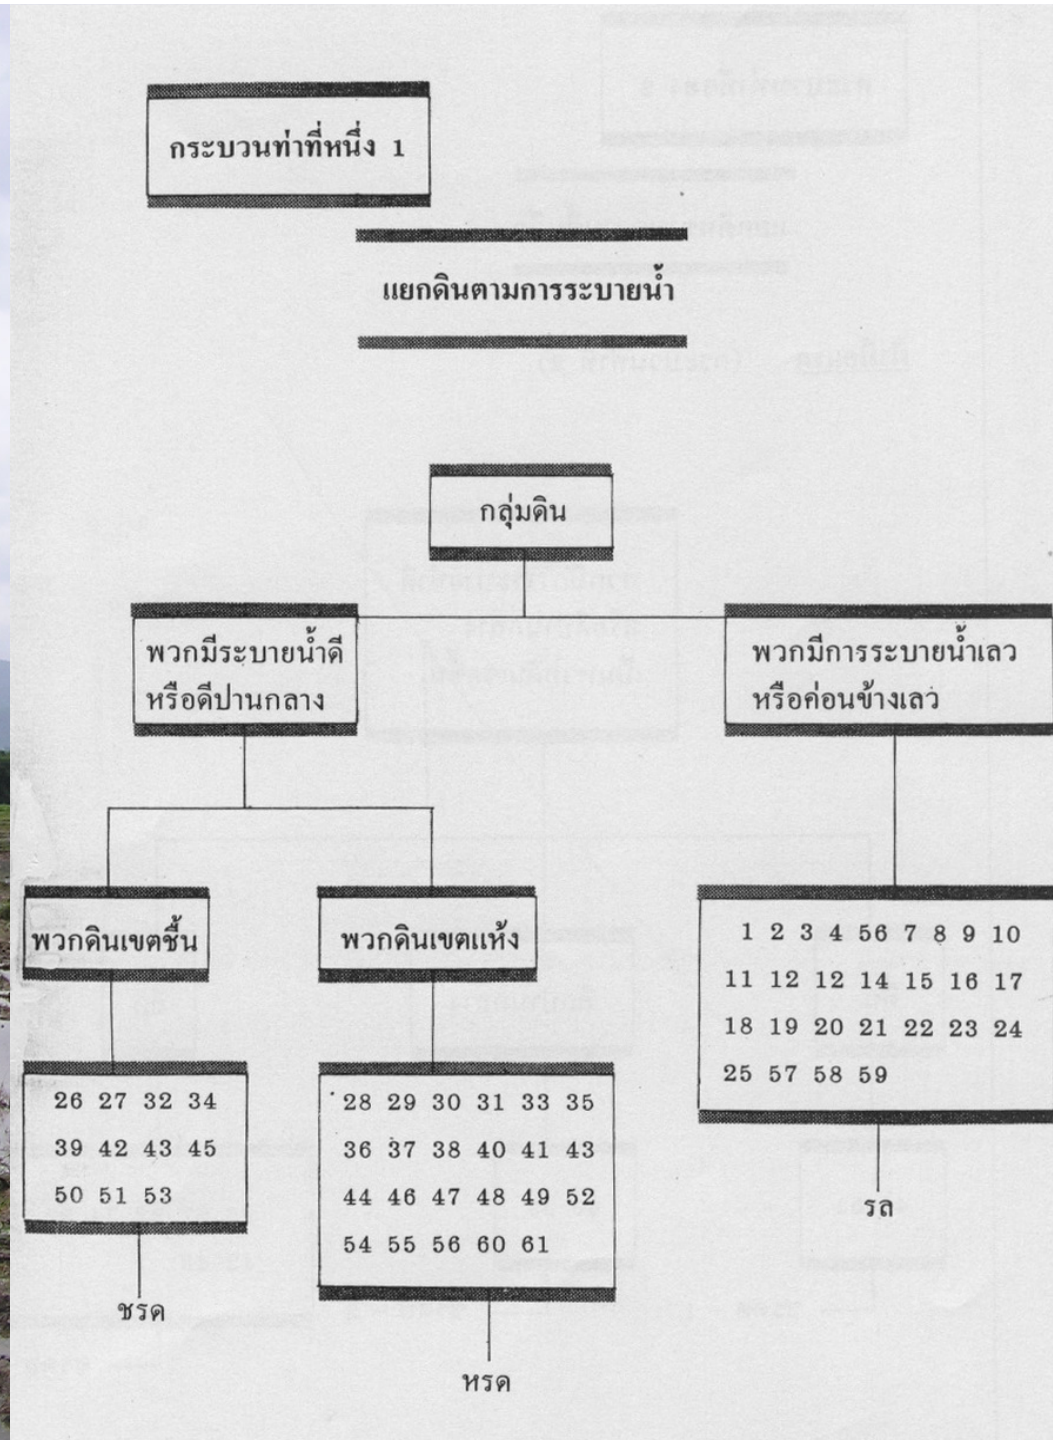 กระบวนท่าที่หนึ่ง 1
แยกดินตามการระบายน้ำ
กลุ่มดิน
พวกมีระบายน้ำดี
หรือดีปานกลาง
พวกมีการระบายน้ำเลว
หรือค่อนข้างเลว
พวกดินเขตชื้น
พวกดินเขตแห้ง
1 2 3 4 56 7 8 9 10
11 12 12 14 15 16 17
18 19 20 21 22 23 24
25 57 58 59
26 27 32 34
39 42 43 45
50 51 53
28 29 30 31 33 35
36 37 38 40 41 43
44 46 47 48 49 52
54 55 56 60 61
รล
ชรด
หรด